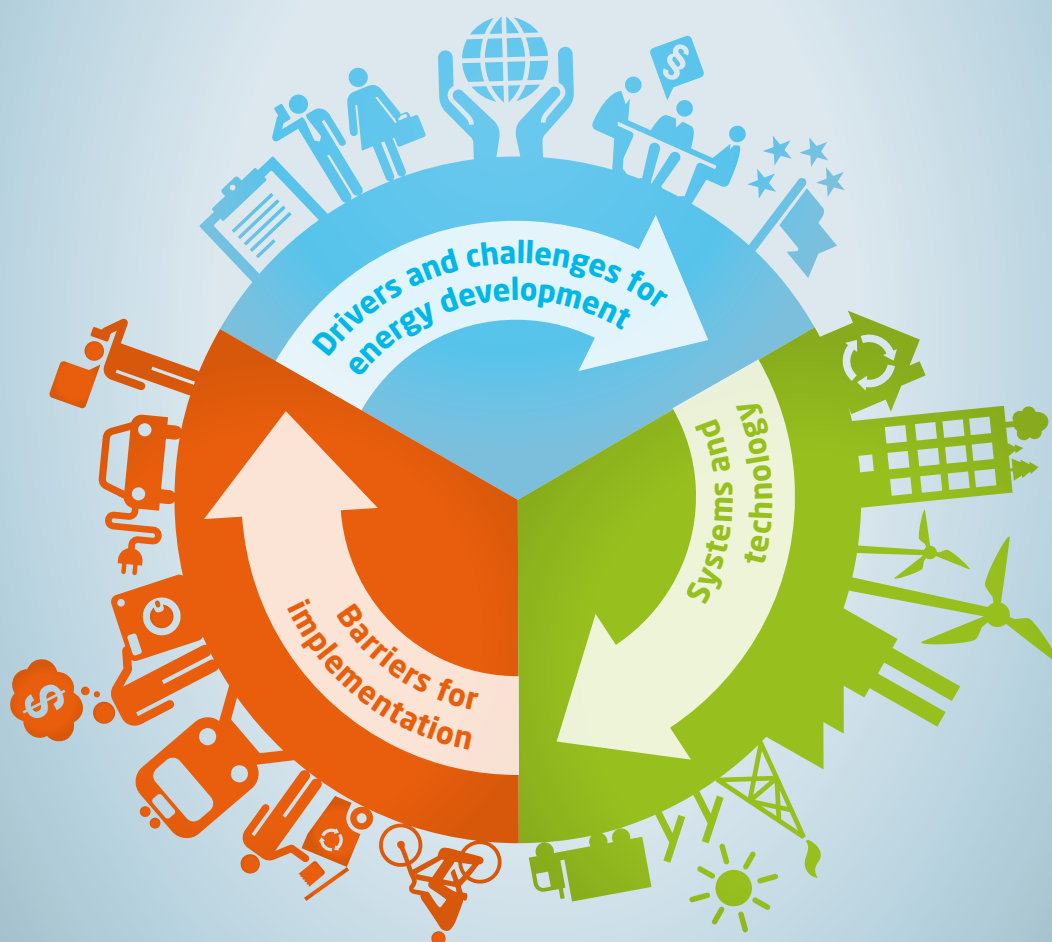 §
Drivers and challenges for
energy development
Systems and
technology
Barriers for
implementation
$